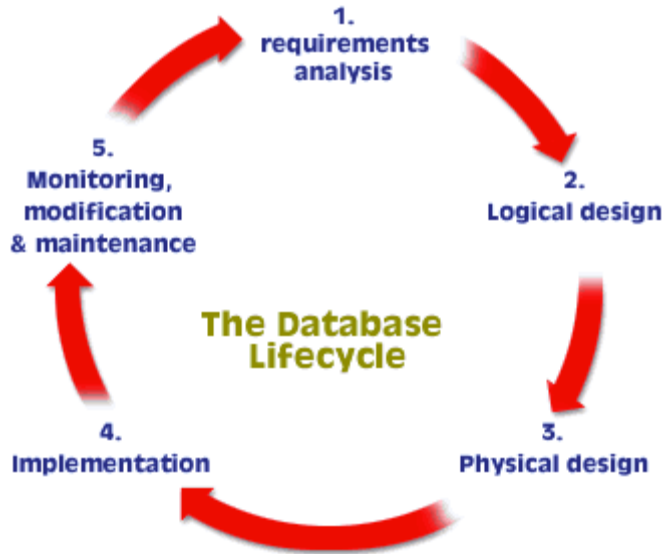 1.
requirements
analysis
2.
Logical design
3.
Physical design
4.
Implementation
5.
Monitoring,
modification
& maintenance
The Database
Lifecycle